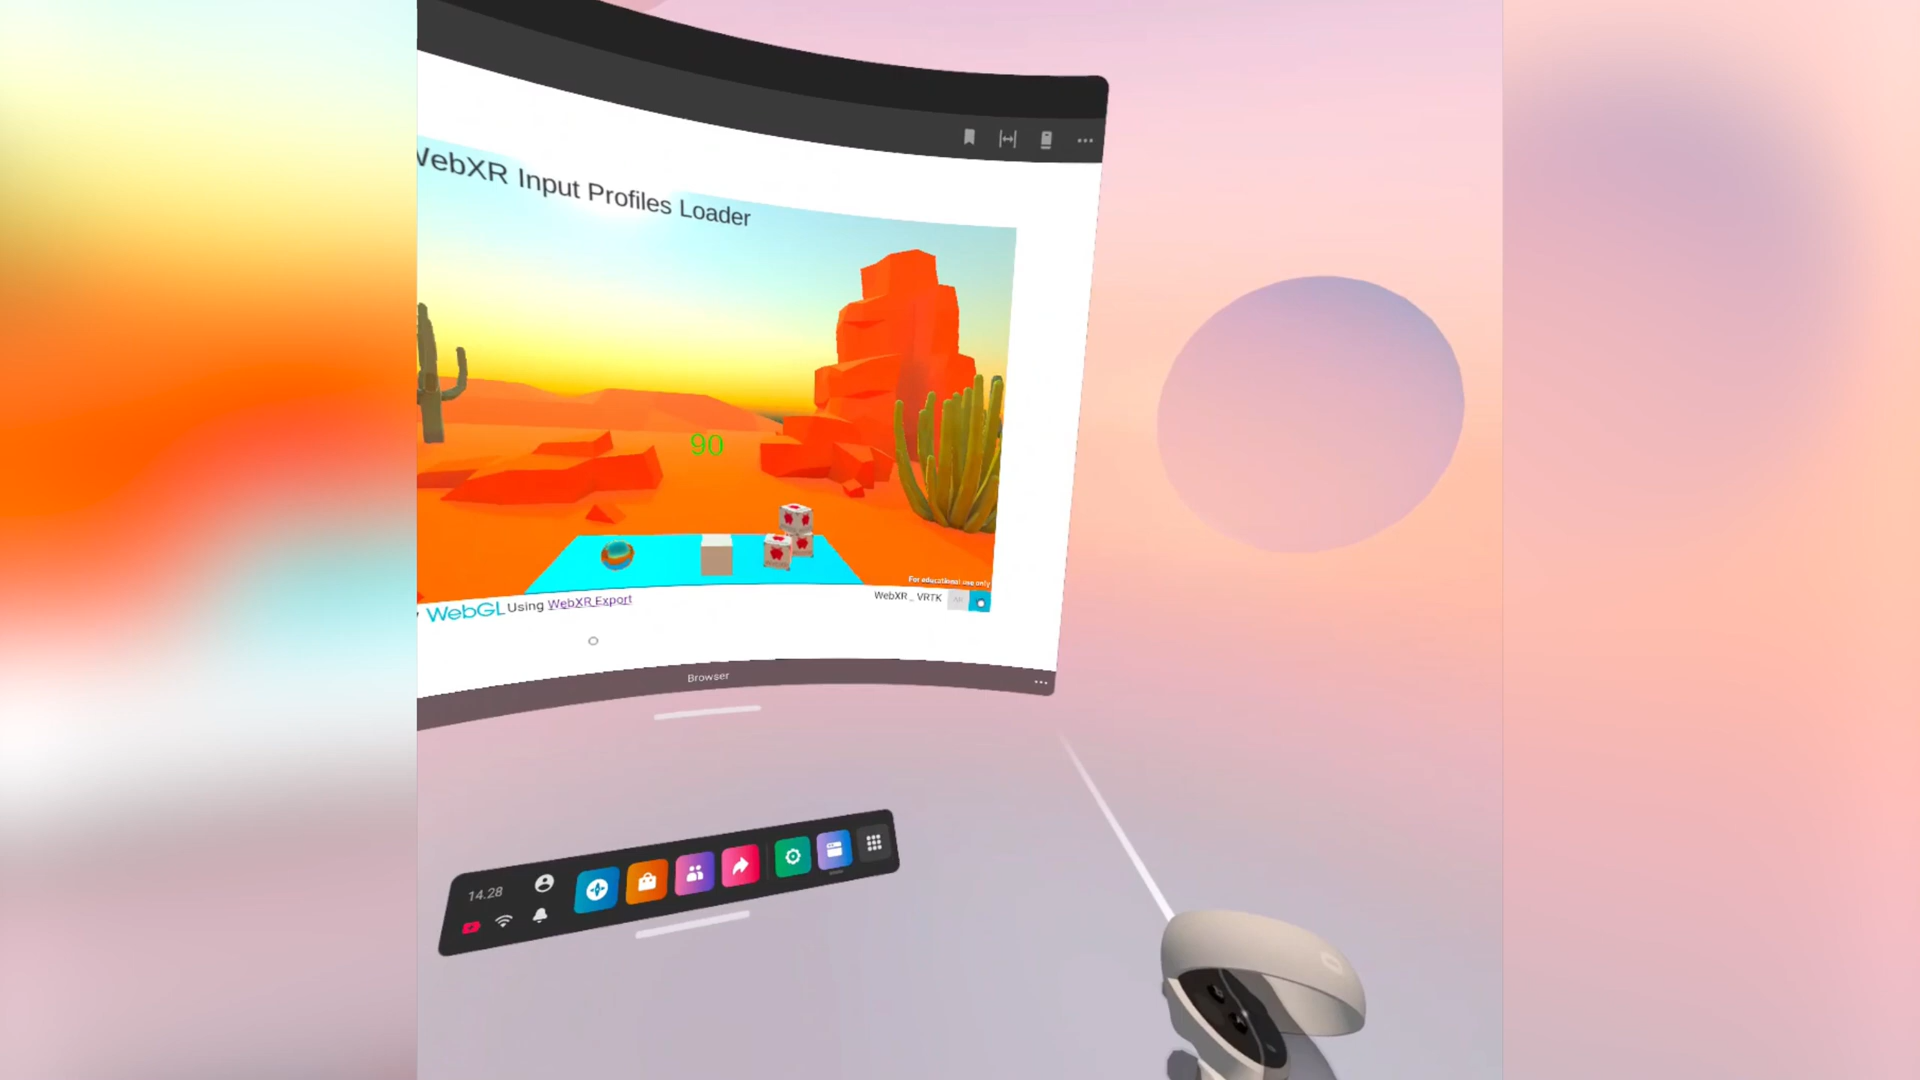 WebXR Input Profiles Loader
90
For educational use only
WebGL Using WebXR Export
WebXR _ VRTK
Browser
14.28